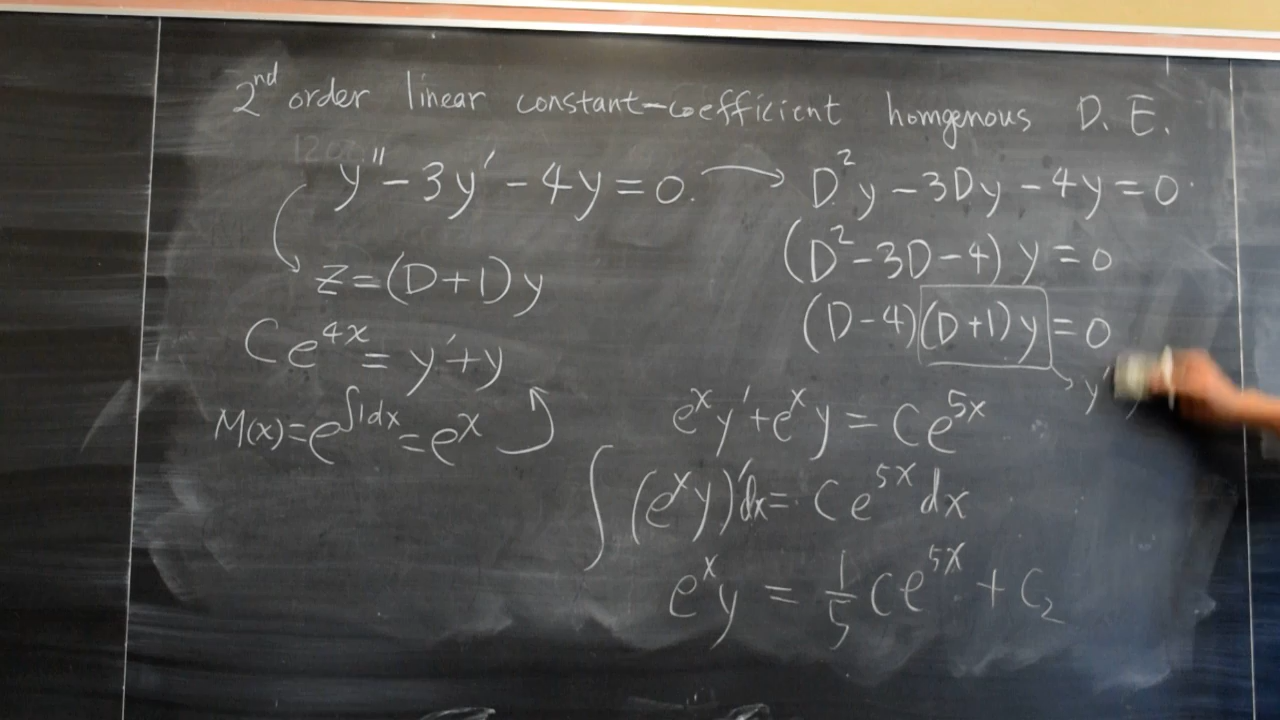 2nd order linear constant-coefficient homgenous D. E.
y'' - 3y' - 4y = 0. → D²y - 3Dy - 4y = 0.
(D² - 3D - 4) y = 0
z = (D+1) y
(D-4) (D+1) y = 0
Ce^{4x} = y' + y
y'
M(x) = e^{∫1dx} = e^x
e^x y' + e^x y = Ce^{5x}
∫ (e^x y)' dx = Ce^{5x} dx
e^x y = 1/5 Ce^{5x} + C₂